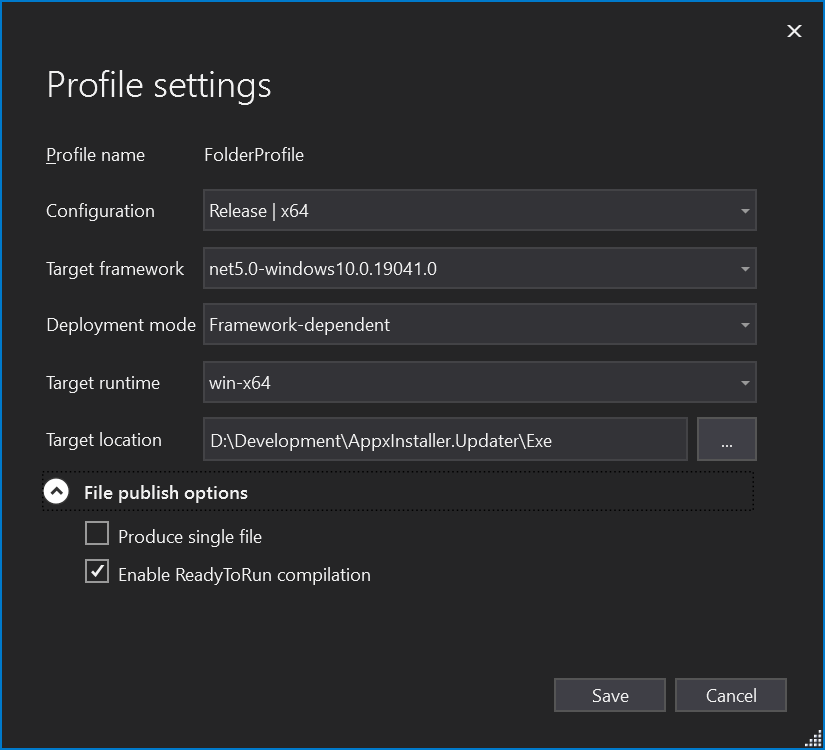 Profile settings
Profile name FolderProfile
Configuration Release | x64
Target framework net5.0-windows10.0.19041.0
Deployment mode Framework-dependent
Target runtime win-x64
Target location D:\Development\AppxInstaller.Updater\Exe ...
File publish options
Produce single file
Enable ReadyToRun compilation
Save Cancel